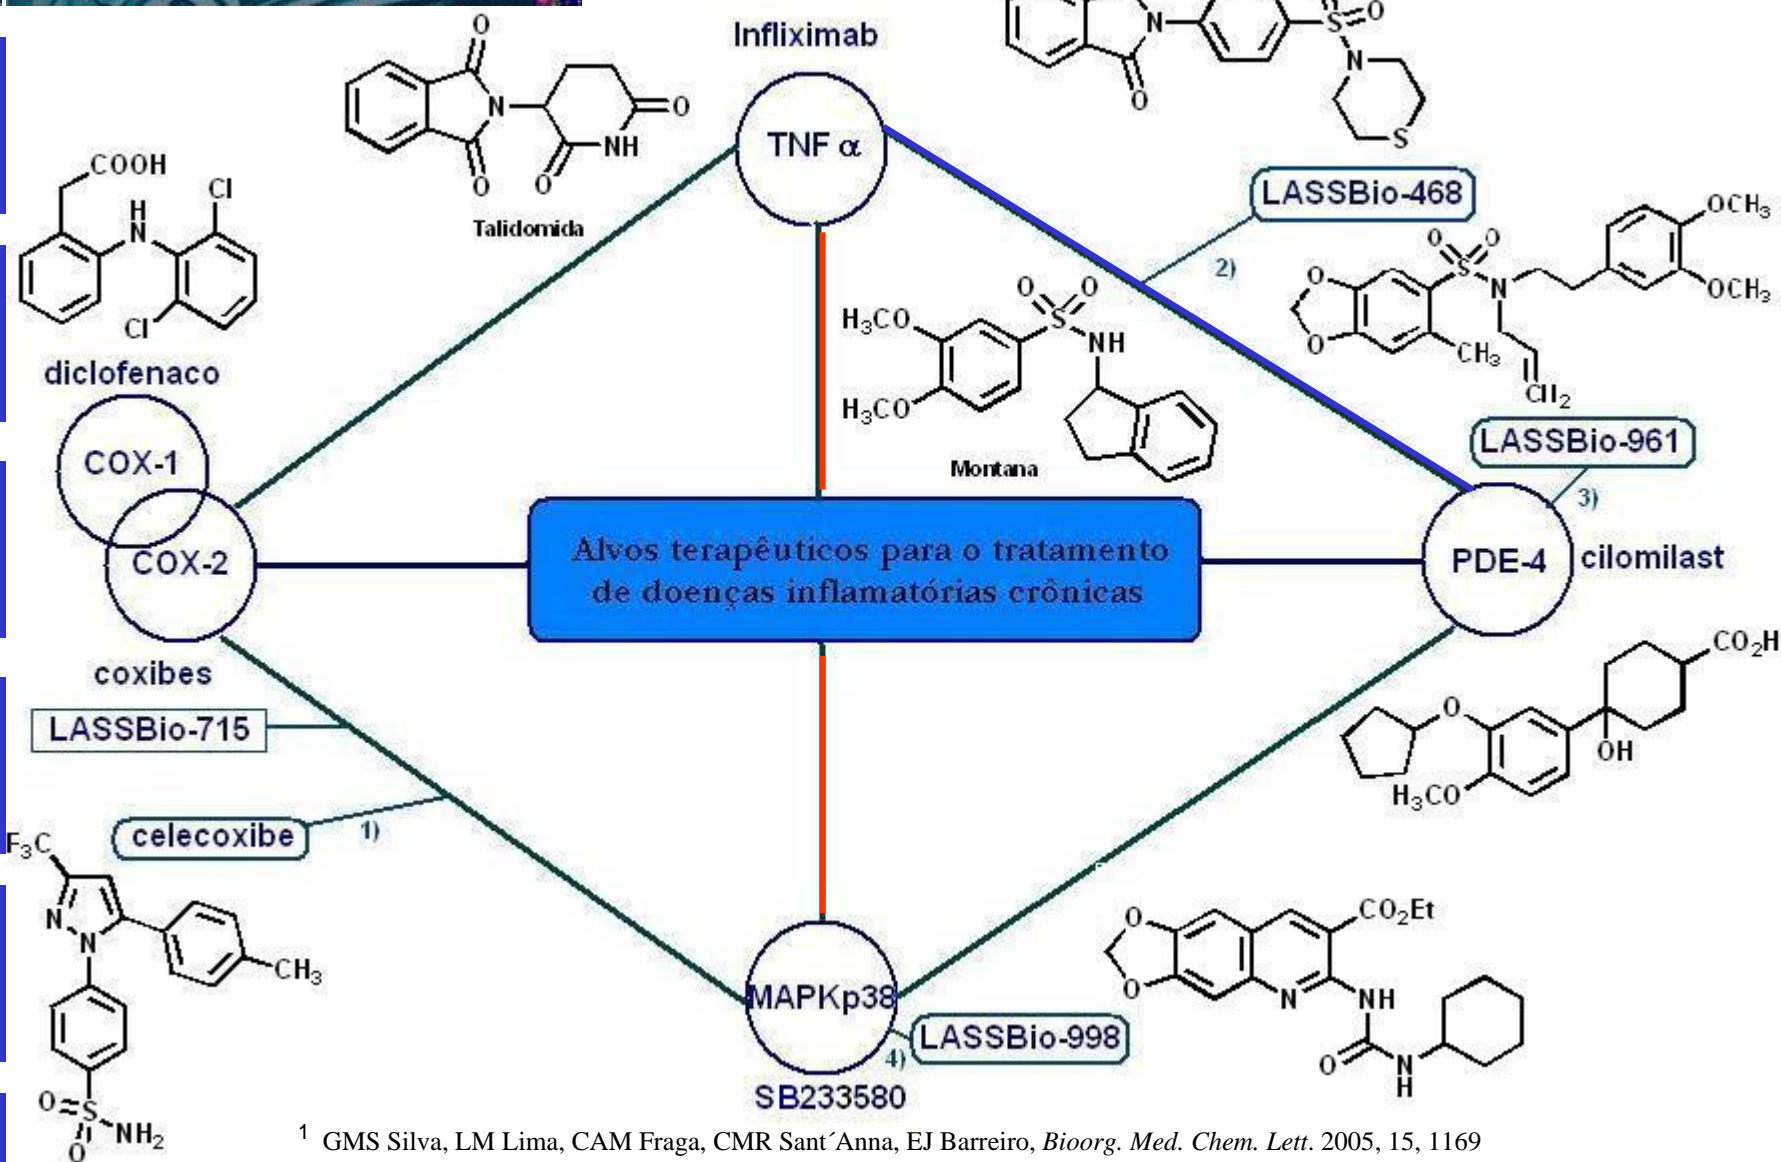 Infliximab
TNF α
Talidomida
LASSBio-468
2)
diclofenaco
COX-1
COX-2
coxibes
LASSBio-715
celecoxibe
1)
Montana
LASSBio-961
3)
PDE-4
cilomilast
Alvos terapêuticos para o tratamento
de doenças inflamatórias crônicas
MAPKp38
4)
LASSBio-998
SB233580
O
O
N
O
O
NH
N
O
S
O
N
S
COOH
H
N
Cl
Cl
H₃CO
H₃CO
O
O
S
NH
O
O
O
O
S
N
CH₃
CH₂
OCH₃
OCH₃
CO₂H
O
OH
H₃CO
F₃C
N
N
CH₃
O
S
O
NH₂
O
O
CO₂Et
N
NH
O
N
H
¹ GMS Silva, LM Lima, CAM Fraga, CMR Sant´Anna, EJ Barreiro, Bioorg. Med. Chem. Lett. 2005, 15, 1169